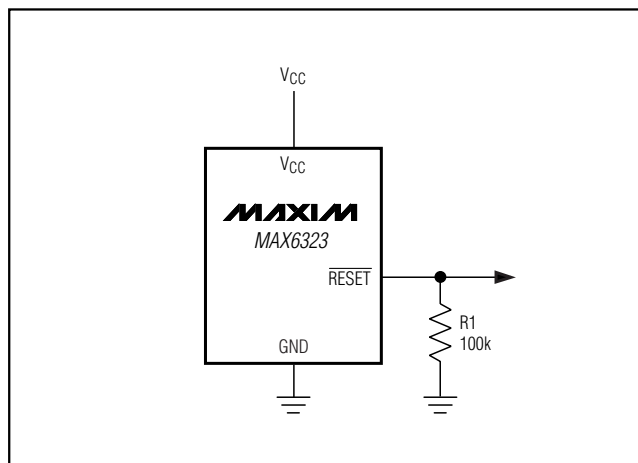 VCC
VCC
MAXIM
MAX6323
RESET
R1
100k
GND